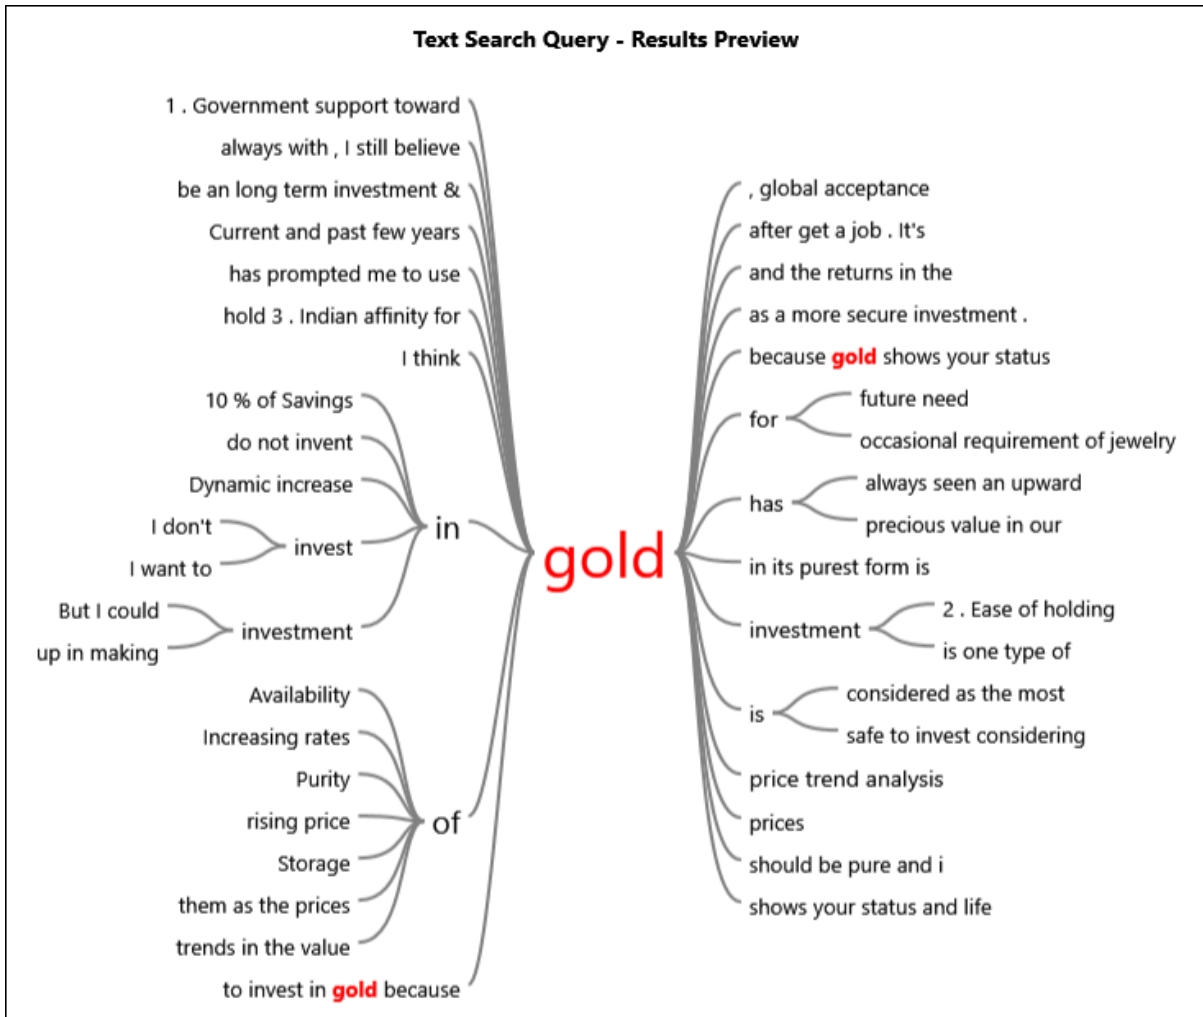 Text Search Query - Results Preview
1 . Government support toward
always with , I still believe
be an long term investment &
Current and past few years
has prompted me to use
hold 3 . Indian affinity for
I think
10 % of Savings
do not invent
Dynamic increase
I don't
I want to
invest
But I could
up in making
investment
in
Availability
Increasing rates
Purity
rising price
Storage
them as the prices
trends in the value
of
to invest in gold because
gold
, global acceptance
after get a job . It's
and the returns in the
as a more secure investment .
because gold shows your status
for
future need
occasional requirement of jewelry
has
always seen an upward
precious value in our
in its purest form is
investment
2 . Ease of holding
is one type of
is
considered as the most
safe to invest considering
price trend analysis
prices
should be pure and i
shows your status and life